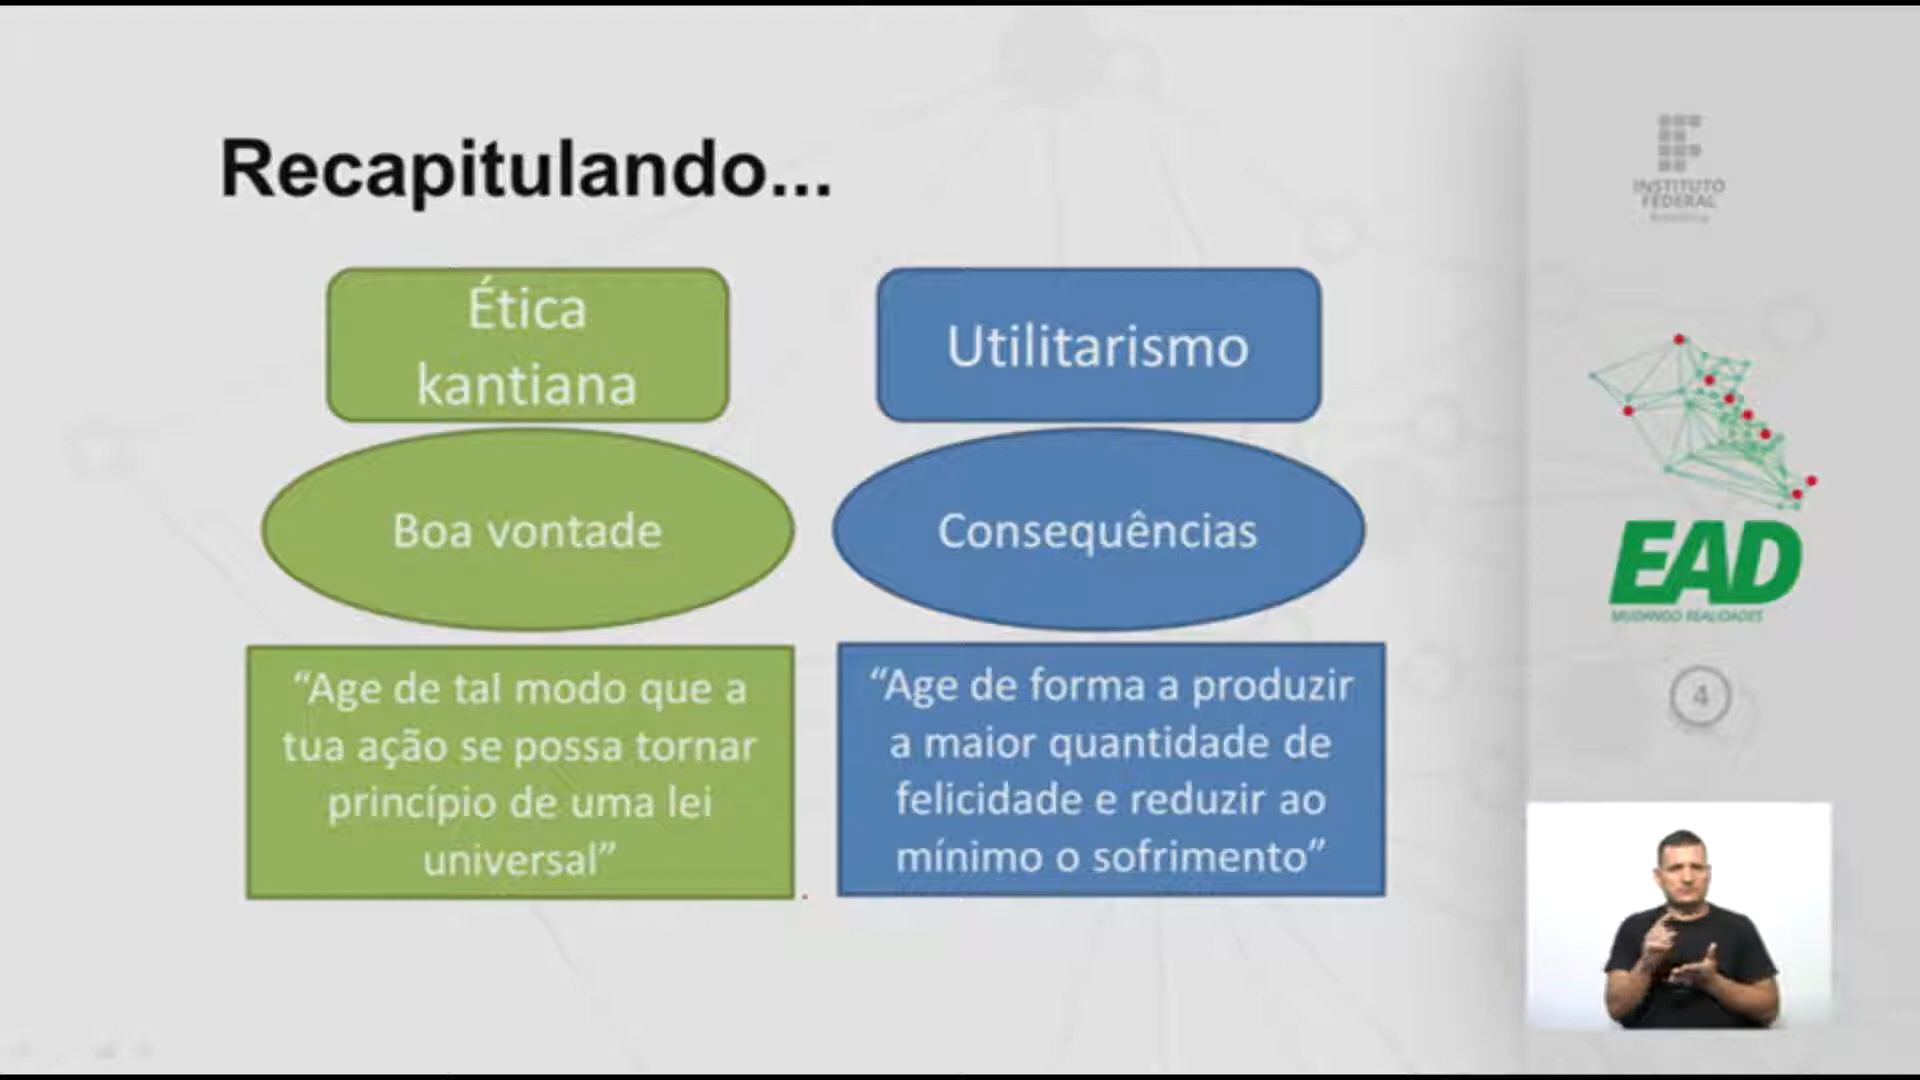 Recapitulando...
Ética
kantiana
Boa vontade
“Age de tal modo que a
tua ação se possa tornar
princípio de uma lei
universal”
Utilitarismo
Consequências
“Age de forma a produzir
a maior quantidade de
felicidade e reduzir ao
mínimo o sofrimento”
INSTITUTO
FEDERAL
EAD
MUDANDO REALIDADES
4